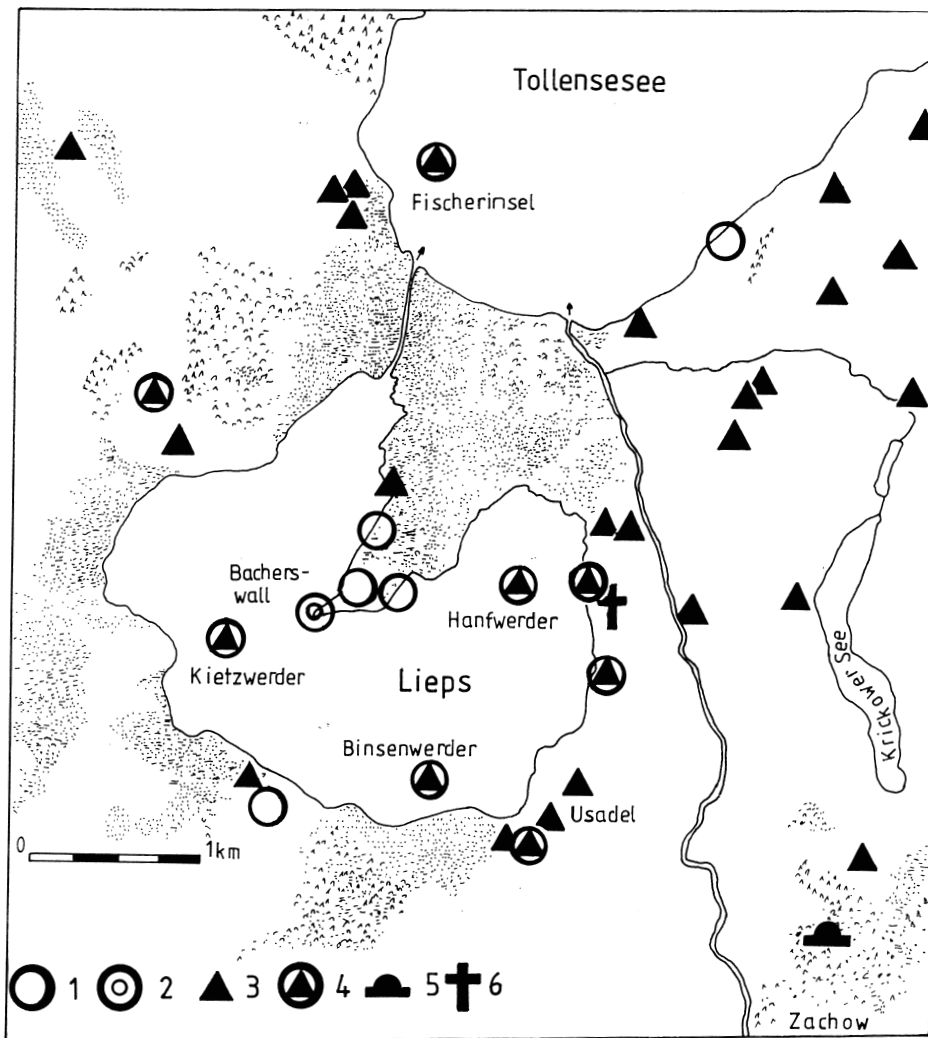 Tollensesee
Fischerinsel
Bachers-
wall
Hanfwerder
Kietzwerder
Lieps
Krickower See
Binsenwerder
Usadel
0 1km
1 2 3 4 5 6
Zachow